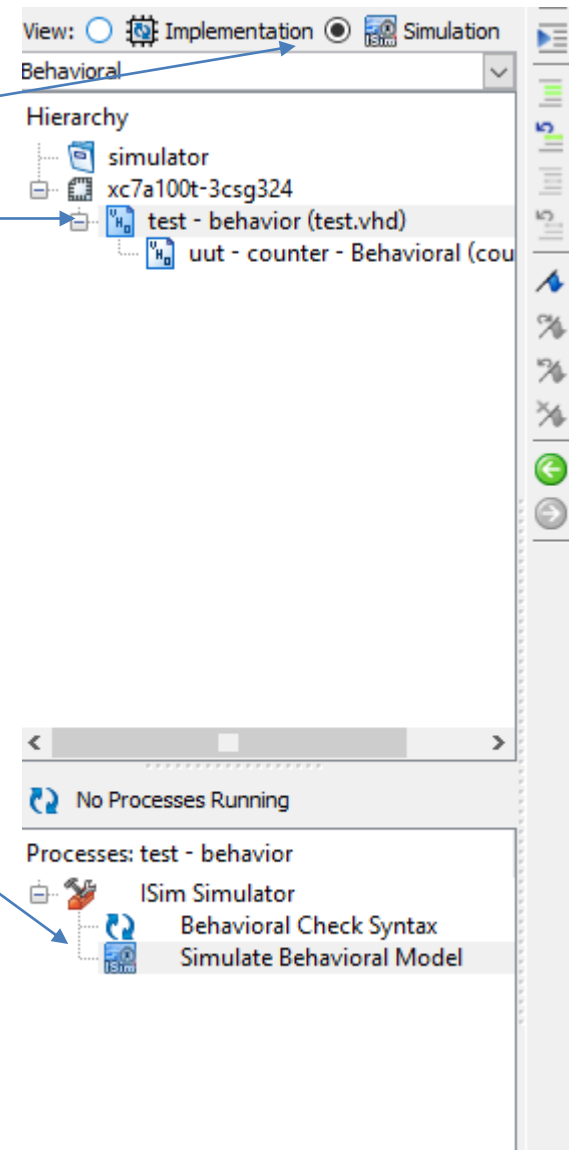 View: Implementation Simulation
Behavioral
Hierarchy
simulator
xc7a100t-3csg324
test - behavior (test.vhd)
uut - counter - Behavioral (cou
No Processes Running
Processes: test - behavior
ISim Simulator
Behavioral Check Syntax
Simulate Behavioral Model